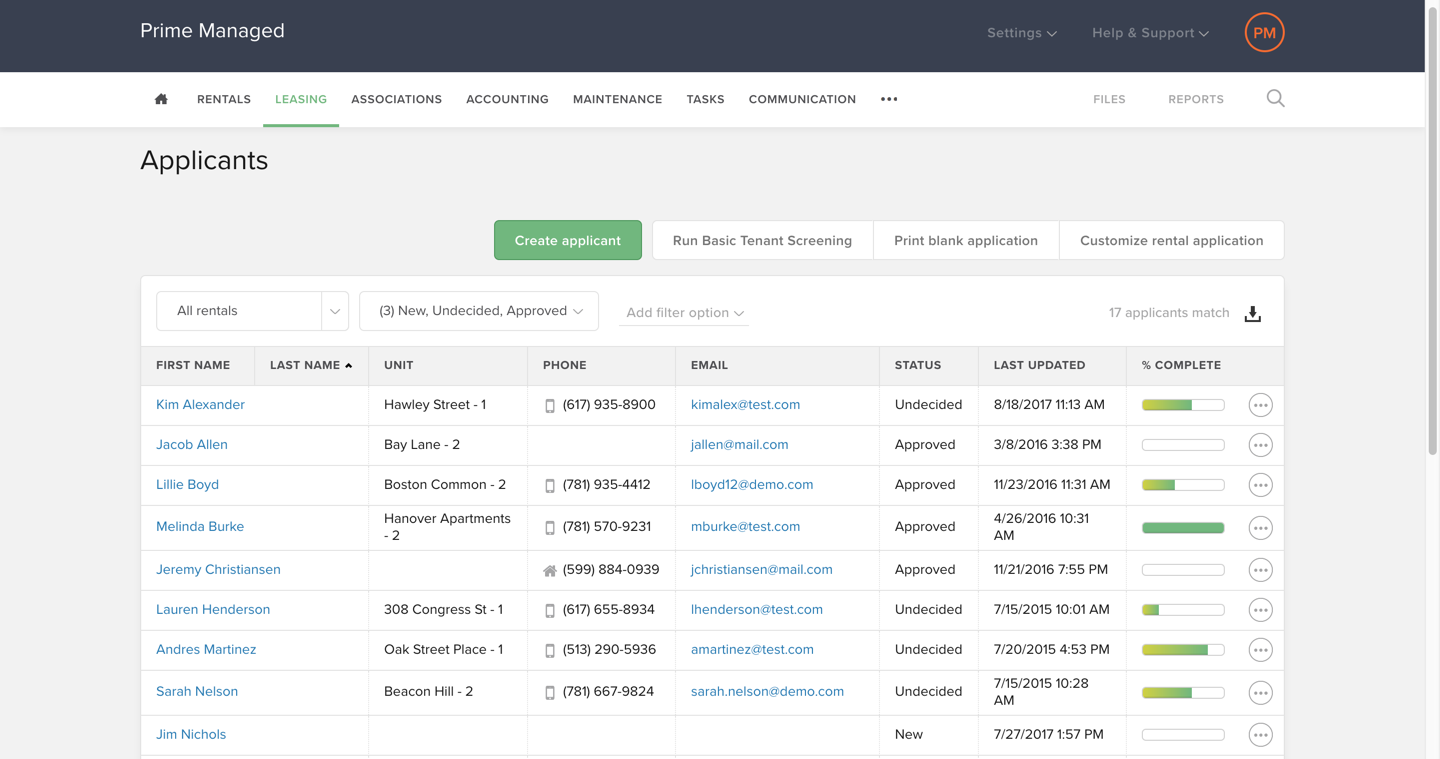 Prime Managed
Settings
Help & Support
PM
RENTALS
LEASING
ASSOCIATIONS
ACCOUNTING
MAINTENANCE
TASKS
COMMUNICATION
FILES
REPORTS
Applicants
Create applicant
Run Basic Tenant Screening
Print blank application
Customize rental application
All rentals
(3) New, Undecided, Approved
Add filter option
17 applicants match
FIRST NAME LAST NAME UNIT PHONE EMAIL STATUS LAST UPDATED % COMPLETE
Kim Alexander Hawley Street - 1 (617) 935-8900 kimalex@test.com Undecided 8/18/2017 11:13 AM
Jacob Allen Bay Lane - 2 jallen@mail.com Approved 3/8/2016 3:38 PM
Lillie Boyd Boston Common - 2 (781) 935-4412 lboyd12@demo.com Approved 11/23/2016 11:31 AM
Melinda Burke Hanover Apartments - 2 (781) 570-9231 mburke@test.com Approved 4/26/2016 10:31 AM
Jeremy Christiansen (599) 884-0939 jchristiansen@mail.com Approved 11/21/2016 7:55 PM
Lauren Henderson 308 Congress St - 1 (617) 655-8934 lhenderson@test.com Undecided 7/15/2015 10:01 AM
Andres Martinez Oak Street Place - 1 (513) 290-5936 amartinez@test.com Undecided 7/20/2015 4:53 PM
Sarah Nelson Beacon Hill - 2 (781) 667-9824 sarah.nelson@demo.com Undecided 7/15/2015 10:28 AM
Jim Nichols New 7/27/2017 1:57 PM